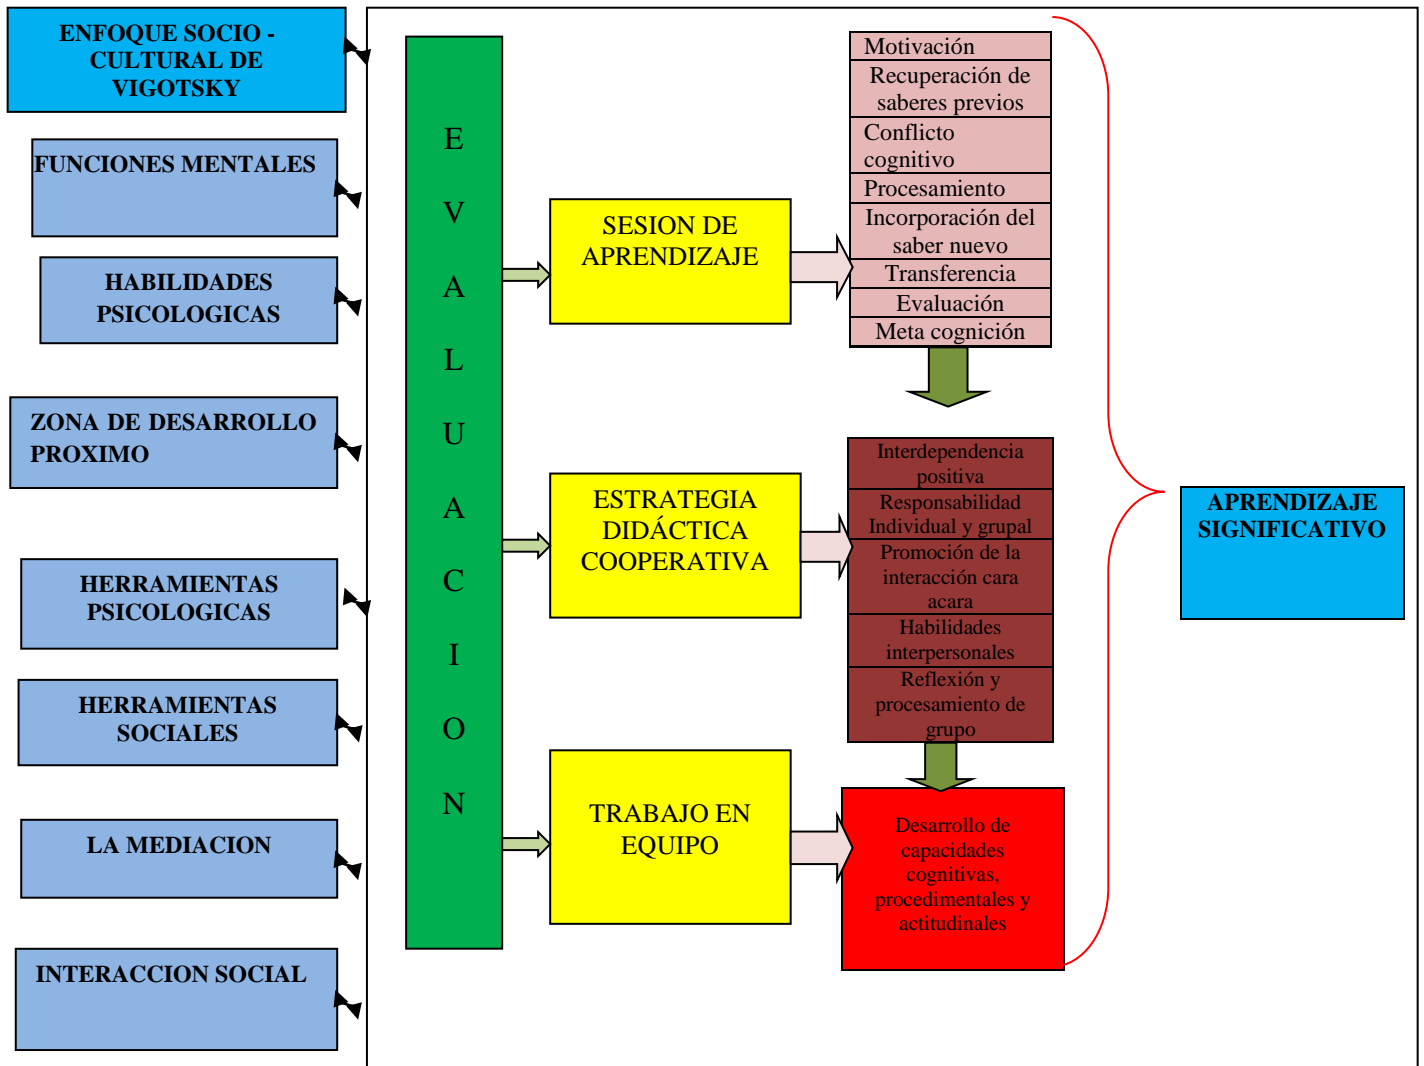 ENFOQUE SOCIO -
CULTURAL DE
VIGOTSKY
FUNCIONES MENTALES
HABILIDADES
PSICOLOGICAS
ZONA DE DESARROLLO
PROXIMO
HERRAMIENTAS
PSICOLOGICAS
HERRAMIENTAS
SOCIALES
LA MEDIACION
INTERACCION SOCIAL
E
V
A
L
U
A
C
I
O
N
SESION DE
APRENDIZAJE
ESTRATEGIA
DIDÁCTICA
COOPERATIVA
TRABAJO EN
EQUIPO
Motivación
Recuperación de
saberes previos
Conflicto
cognitivo
Procesamiento
Incorporación del
saber nuevo
Transferencia
Evaluación
Meta cognición
Interdependencia
positiva
Responsabilidad
Individual y grupal
Promoción de la
interacción cara
acara
Habilidades
interpersonales
Reflexión y
procesamiento de
grupo
Desarrollo de
capacidades
cognitivas,
procedimentales y
actitudinales
APRENDIZAJE
SIGNIFICATIVO